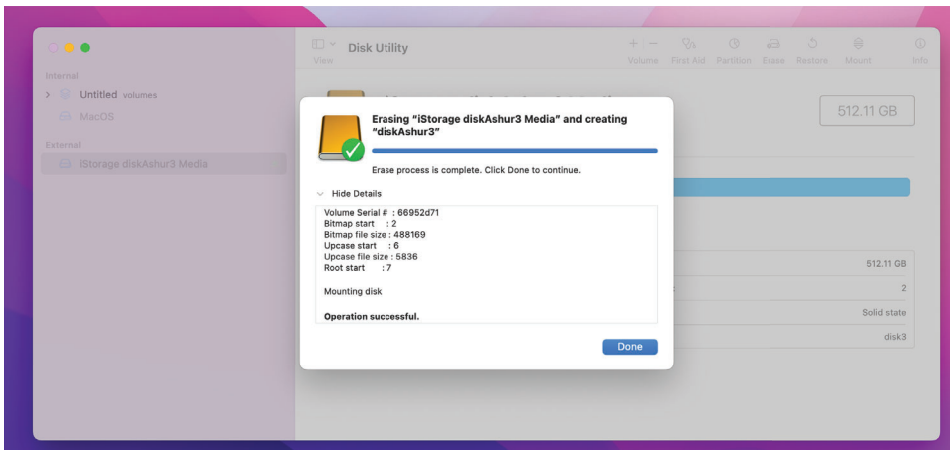 Disk Utility
View
Volume First Aid Partition Erase Restore Mount Info
Internal
Untitled volumes
MacOS
External
iStorage diskAshur3 Media
512.11 GB
Erasing “iStorage diskAshur3 Media” and creating
“diskAshur3”
Erase process is complete. Click Done to continue.
Hide Details
Volume Serial # : 66952d71
Bitmap start : 2
Bitmap file size : 488169
Upcase start : 6
Upcase file size : 5836
Root start : 7
Mounting disk
Operation successful.
Done
512.11 GB
2
Solid state
disk3